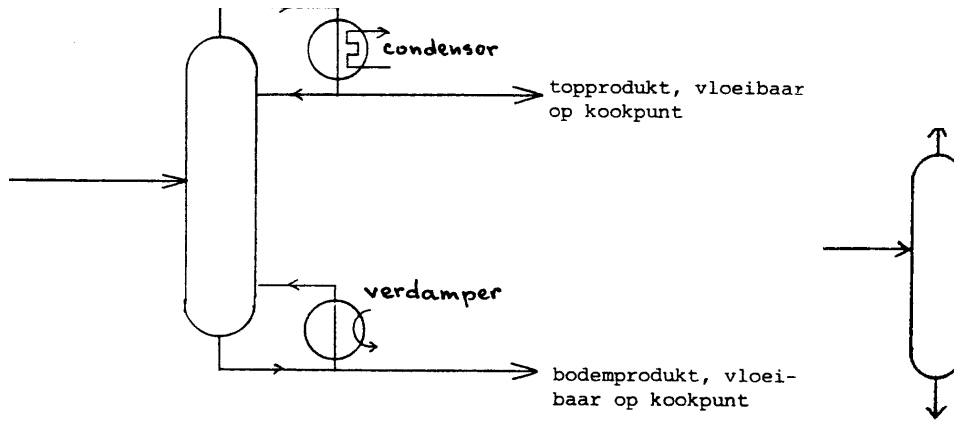 condensor
topprodukt, vloeibaar
op kookpunt
verdamper
bodemprodukt, vloei-
baar op kookpunt